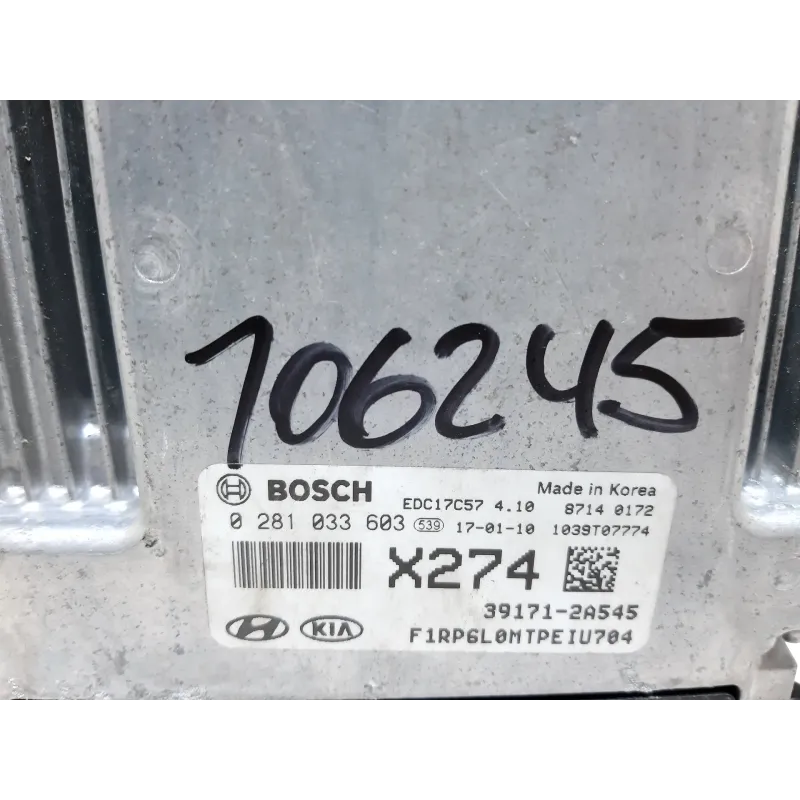 106245
BOSCH EDC17C57 4.10 Made in Korea 8714 0172
0 281 033 603 539 17-01-10 1039T07774
X274
39171-2A545
KIA F1RP6L0MTPEIU704